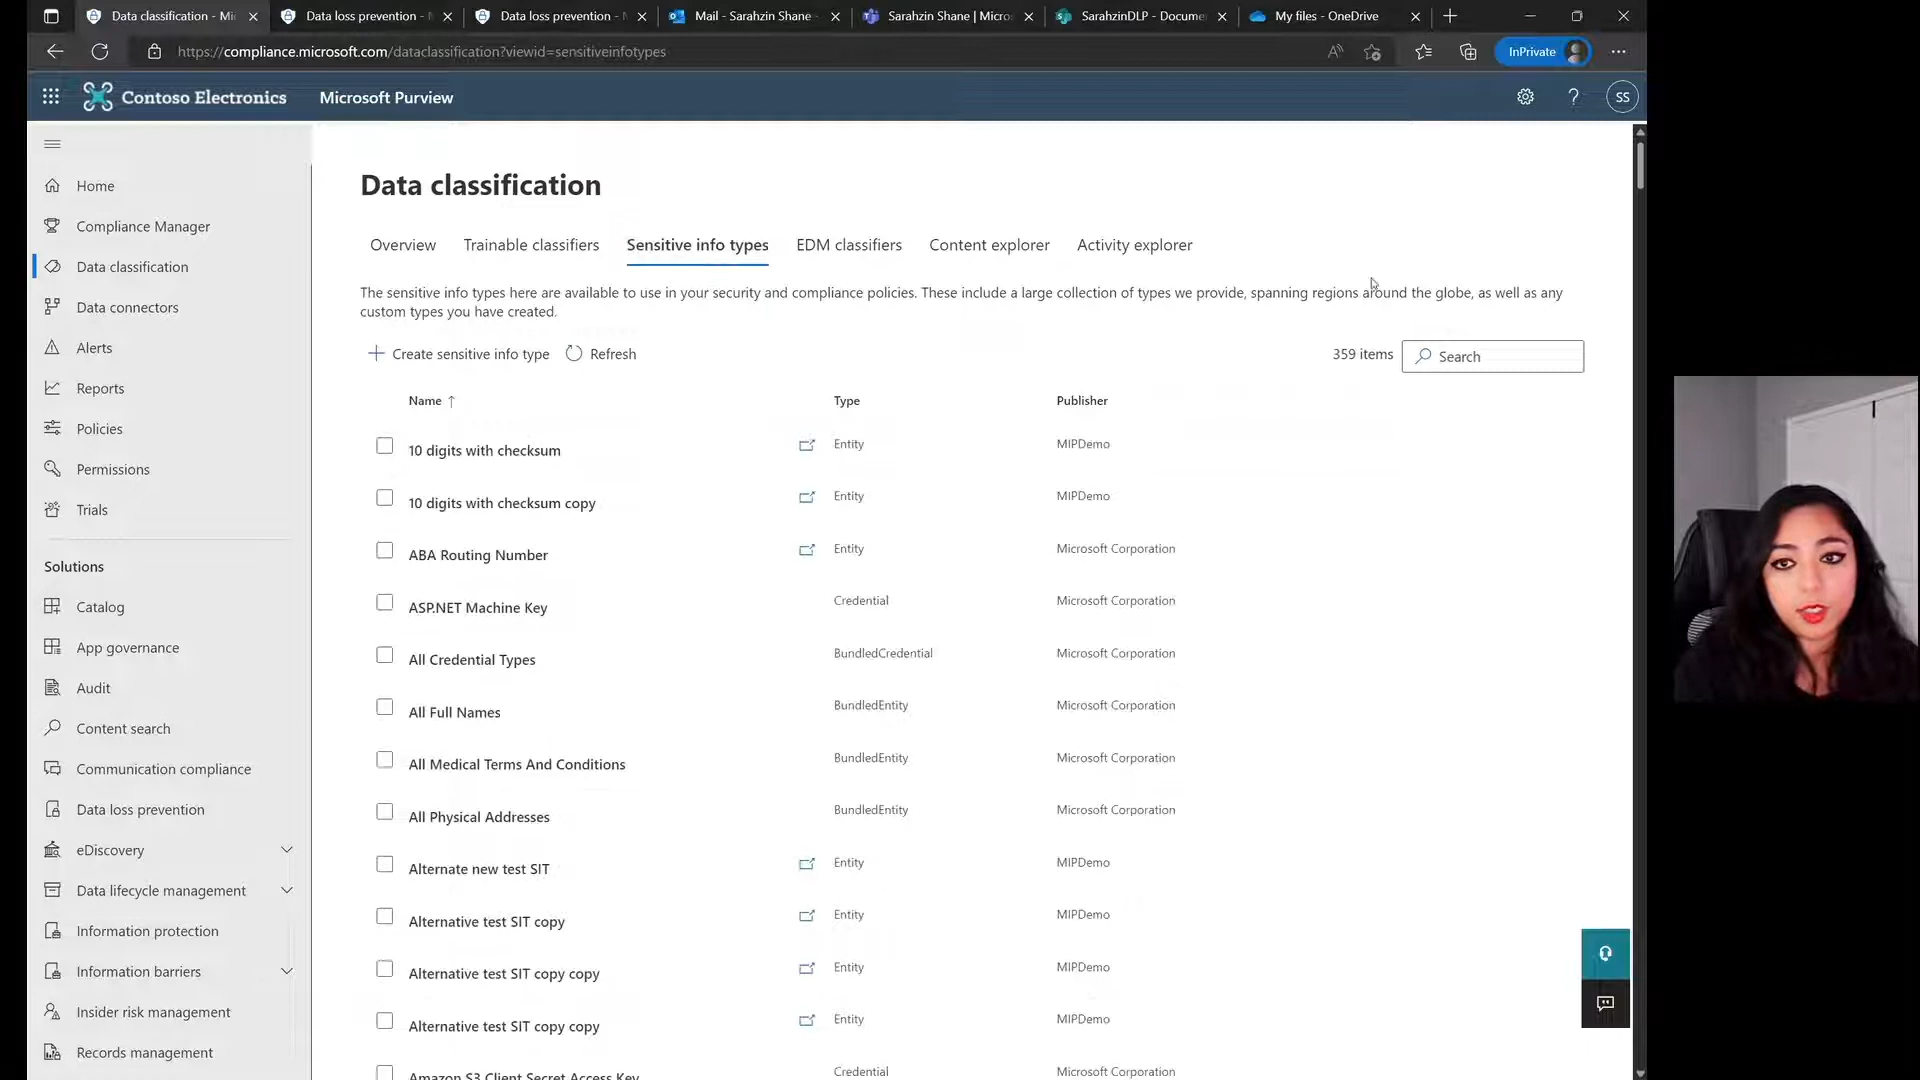 Data classification - Mi
Data loss prevention - M
Data loss prevention - M
Mail - Sarahzin Shane -
Sarahzin Shane | Micro
SarahzinDLP - Docume
My files - OneDrive
https://compliance.microsoft.com/dataclassification?viewid=sensitiveinfotypes
InPrivate
Contoso Electronics
Microsoft Purview
SS
Home
Compliance Manager
Data classification
Data connectors
Alerts
Reports
Policies
Permissions
Trials
Solutions
Catalog
App governance
Audit
Content search
Communication compliance
Data loss prevention
eDiscovery
Data lifecycle management
Information protection
Information barriers
Insider risk management
Records management
Data classification
Overview
Trainable classifiers
Sensitive info types
EDM classifiers
Content explorer
Activity explorer
The sensitive info types here are available to use in your security and compliance policies. These include a large collection of types we provide, spanning regions around the globe, as well as any
custom types you have created.
Create sensitive info type
Refresh
359 items
Search
Name ↑ Type Publisher
10 digits with checksum Entity MIPDemo
10 digits with checksum copy Entity MIPDemo
ABA Routing Number Entity Microsoft Corporation
ASP.NET Machine Key Credential Microsoft Corporation
All Credential Types BundledCredential Microsoft Corporation
All Full Names BundledEntity Microsoft Corporation
All Medical Terms And Conditions BundledEntity Microsoft Corporation
All Physical Addresses BundledEntity Microsoft Corporation
Alternate new test SIT Entity MIPDemo
Alternative test SIT copy Entity MIPDemo
Alternative test SIT copy copy Entity MIPDemo
Alternative test SIT copy copy Entity MIPDemo
Amazon S3 Client Secret Access Key Credential Microsoft Corporation